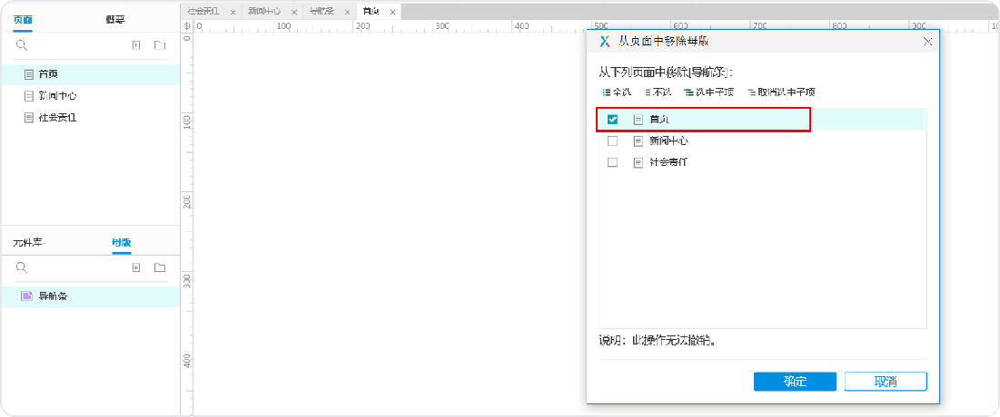 页面 概要
首页
新闻中心
社会责任
元件库- 母版
导航条
社会责任 新闻中心 导航条 首页
0 100 200 300 400 500 600 700 800 900
0
100
200
300
400
从页面中移除母版
从下列页面中移除[导航条]:
全选 不选 选中子项 取消选中子项
首页
新闻中心
社会责任
说明：此操作无法撤销。
确定 取消